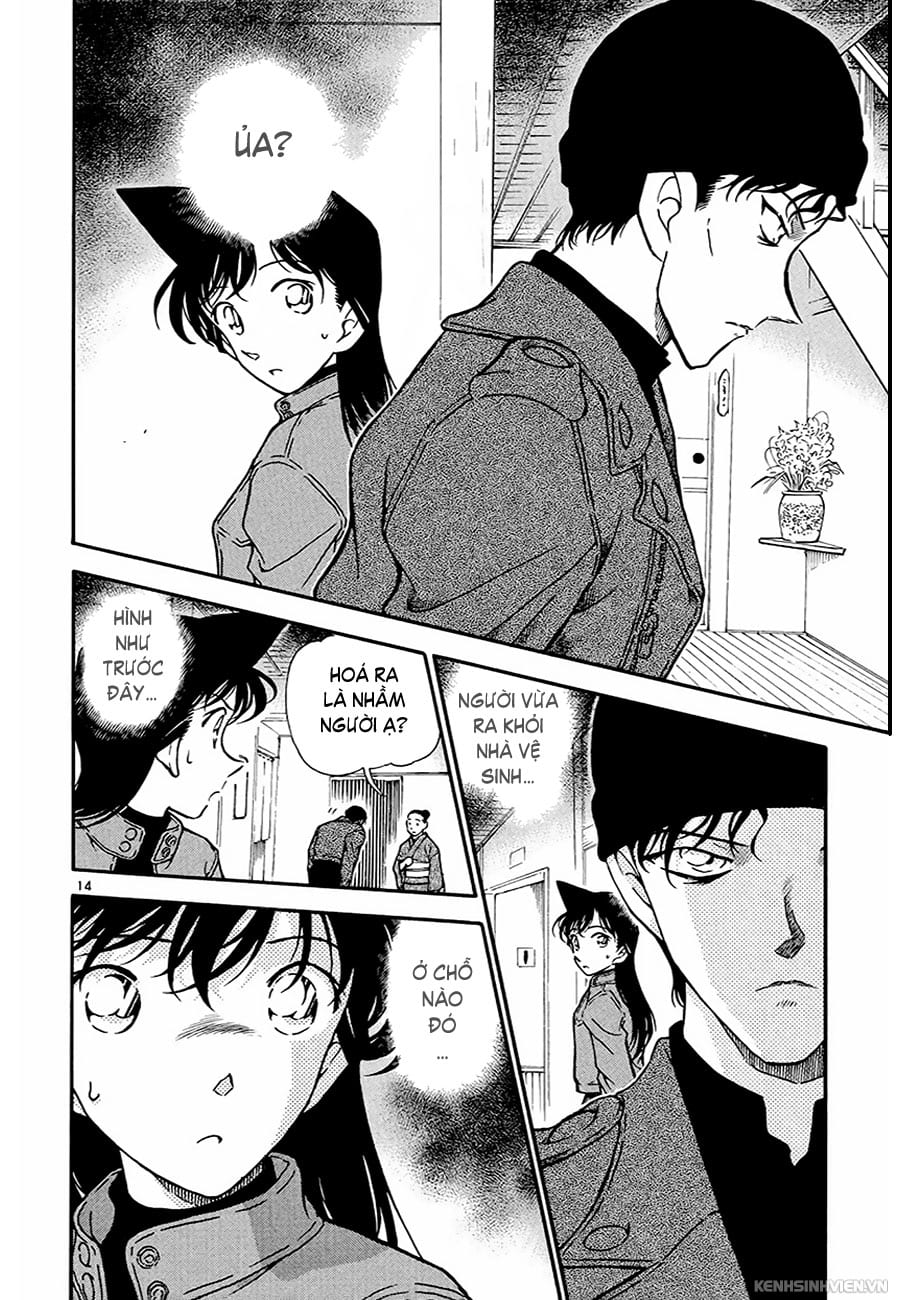 ỦA?
NGƯỜI VỪA
RA KHỎI
NHÀ VỆ
SINH...
HOÁ RA
LÀ NHẦM
NGƯỜI Ạ?
HÌNH
NHƯ
TRƯỚC
ĐÂY...
14
Ở CHỖ
NÀO
ĐÓ
...
KENHSINHVIEN.VN